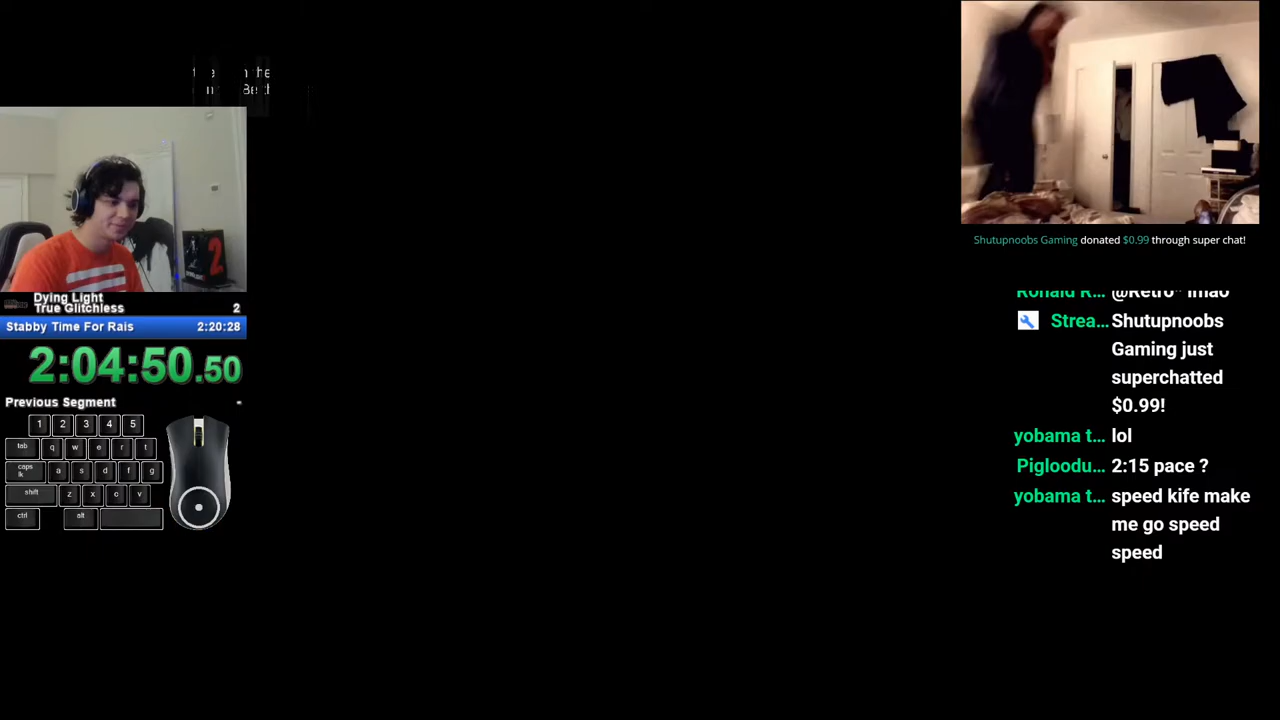 Dying Light
True Glitchless 2
Stabby Time For Rais 2:20:28
2:04:50.50
Previous Segment -
1 2 3 4 5
tab q w e r t
caps lk a s d f g
shift z x c v
ctrl alt
2
Shutupnoobs Gaming donated $0.99 through super chat!
Ronald R... @Retro* lmao
Strea... Shutupnoobs
Gaming just
superchatted
$0.99!
yobama t... lol
Pigloodu... 2:15 pace ?
yobama t... speed kife make
me go speed
speed